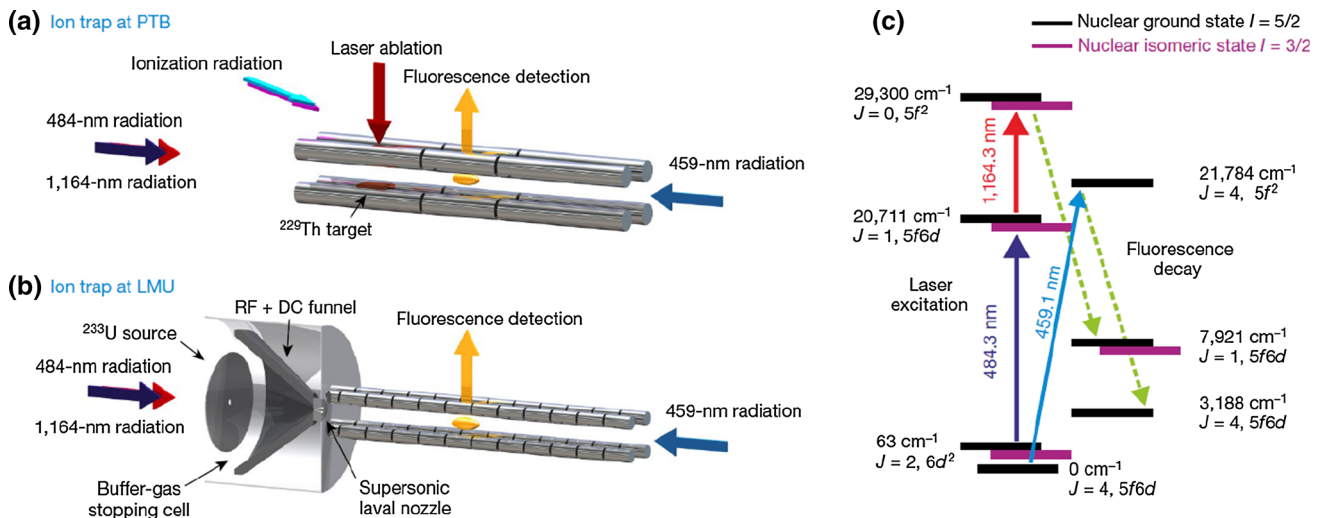 (a) Ion trap at PTB
Laser ablation
Ionization radiation
Fluorescence detection
484-nm radiation
1,164-nm radiation
459-nm radiation
²²⁹Th target
(b) Ion trap at LMU
RF + DC funnel
²³³U source
Fluorescence detection
484-nm radiation
1,164-nm radiation
459-nm radiation
Buffer-gas
stopping cell
Supersonic
laval nozzle
(c)
Nuclear ground state I = 5/2
Nuclear isomeric state I = 3/2
29,300 cm⁻¹
J = 0, 5f²
1,164.3 nm
21,784 cm⁻¹
J = 4, 5f²
20,711 cm⁻¹
J = 1, 5f6d
Fluorescence
decay
Laser
excitation
484.3 nm
459.1 nm
7,921 cm⁻¹
J = 1, 5f6d
3,188 cm⁻¹
J = 4, 5f6d
63 cm⁻¹
J = 2, 6d²
0 cm⁻¹
J = 4, 5f6d